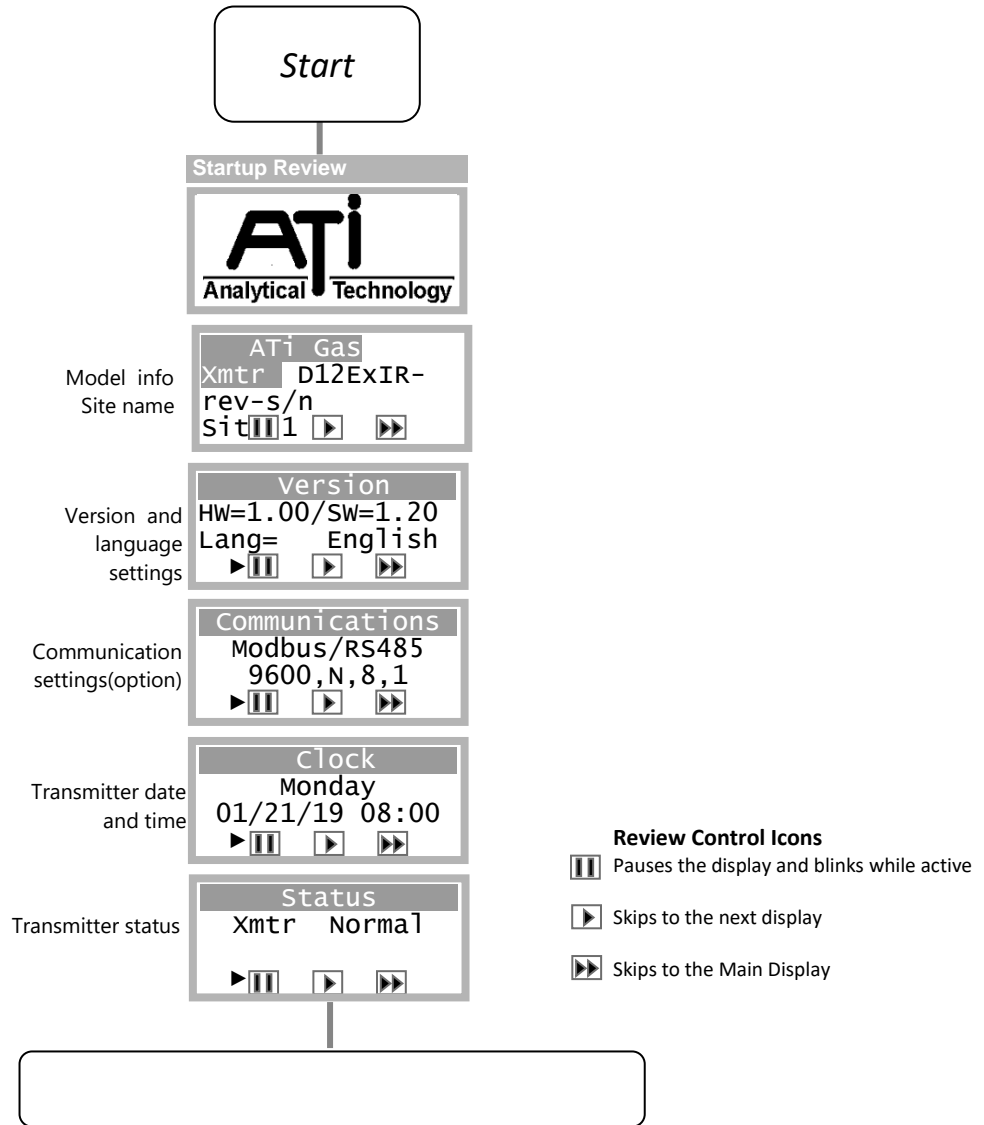 Start
Startup Review
ATi
Analytical Technology
Model info
Site name
ATi Gas
Xmtr D12ExIR-
rev-s/n
Sit 1
Version and
language
settings
Version
HW=1.00/SW=1.20
Lang= English
Communication
settings(option)
Communications
Modbus/RS485
9600,N,8,1
Transmitter date
and time
Clock
Monday
01/21/19 08:00
Transmitter status
Status
Xmtr Normal
Review Control Icons
Pauses the display and blinks while active
Skips to the next display
Skips to the Main Display